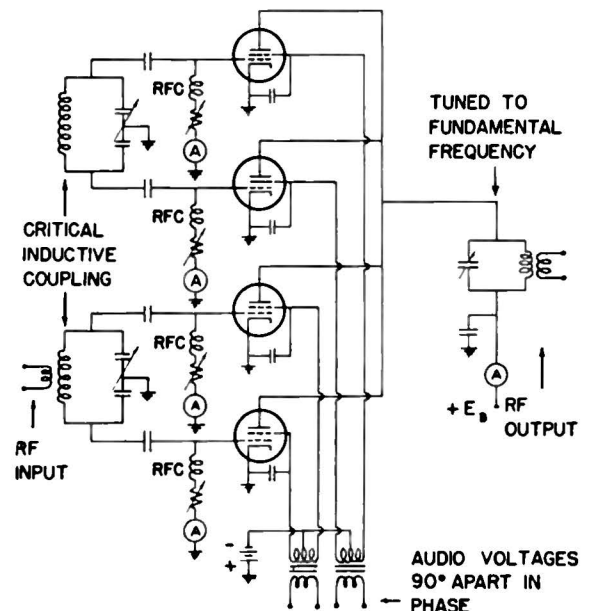 RFC
TUNED TO
FUNDAMENTAL
FREQUENCY
A
RFC
CRITICAL
INDUCTIVE
COUPLING
A
RFC
A
+E_B
RF
OUTPUT
RF
INPUT
A
RFC
A
-
+
AUDIO VOLTAGES
90° APART IN
PHASE